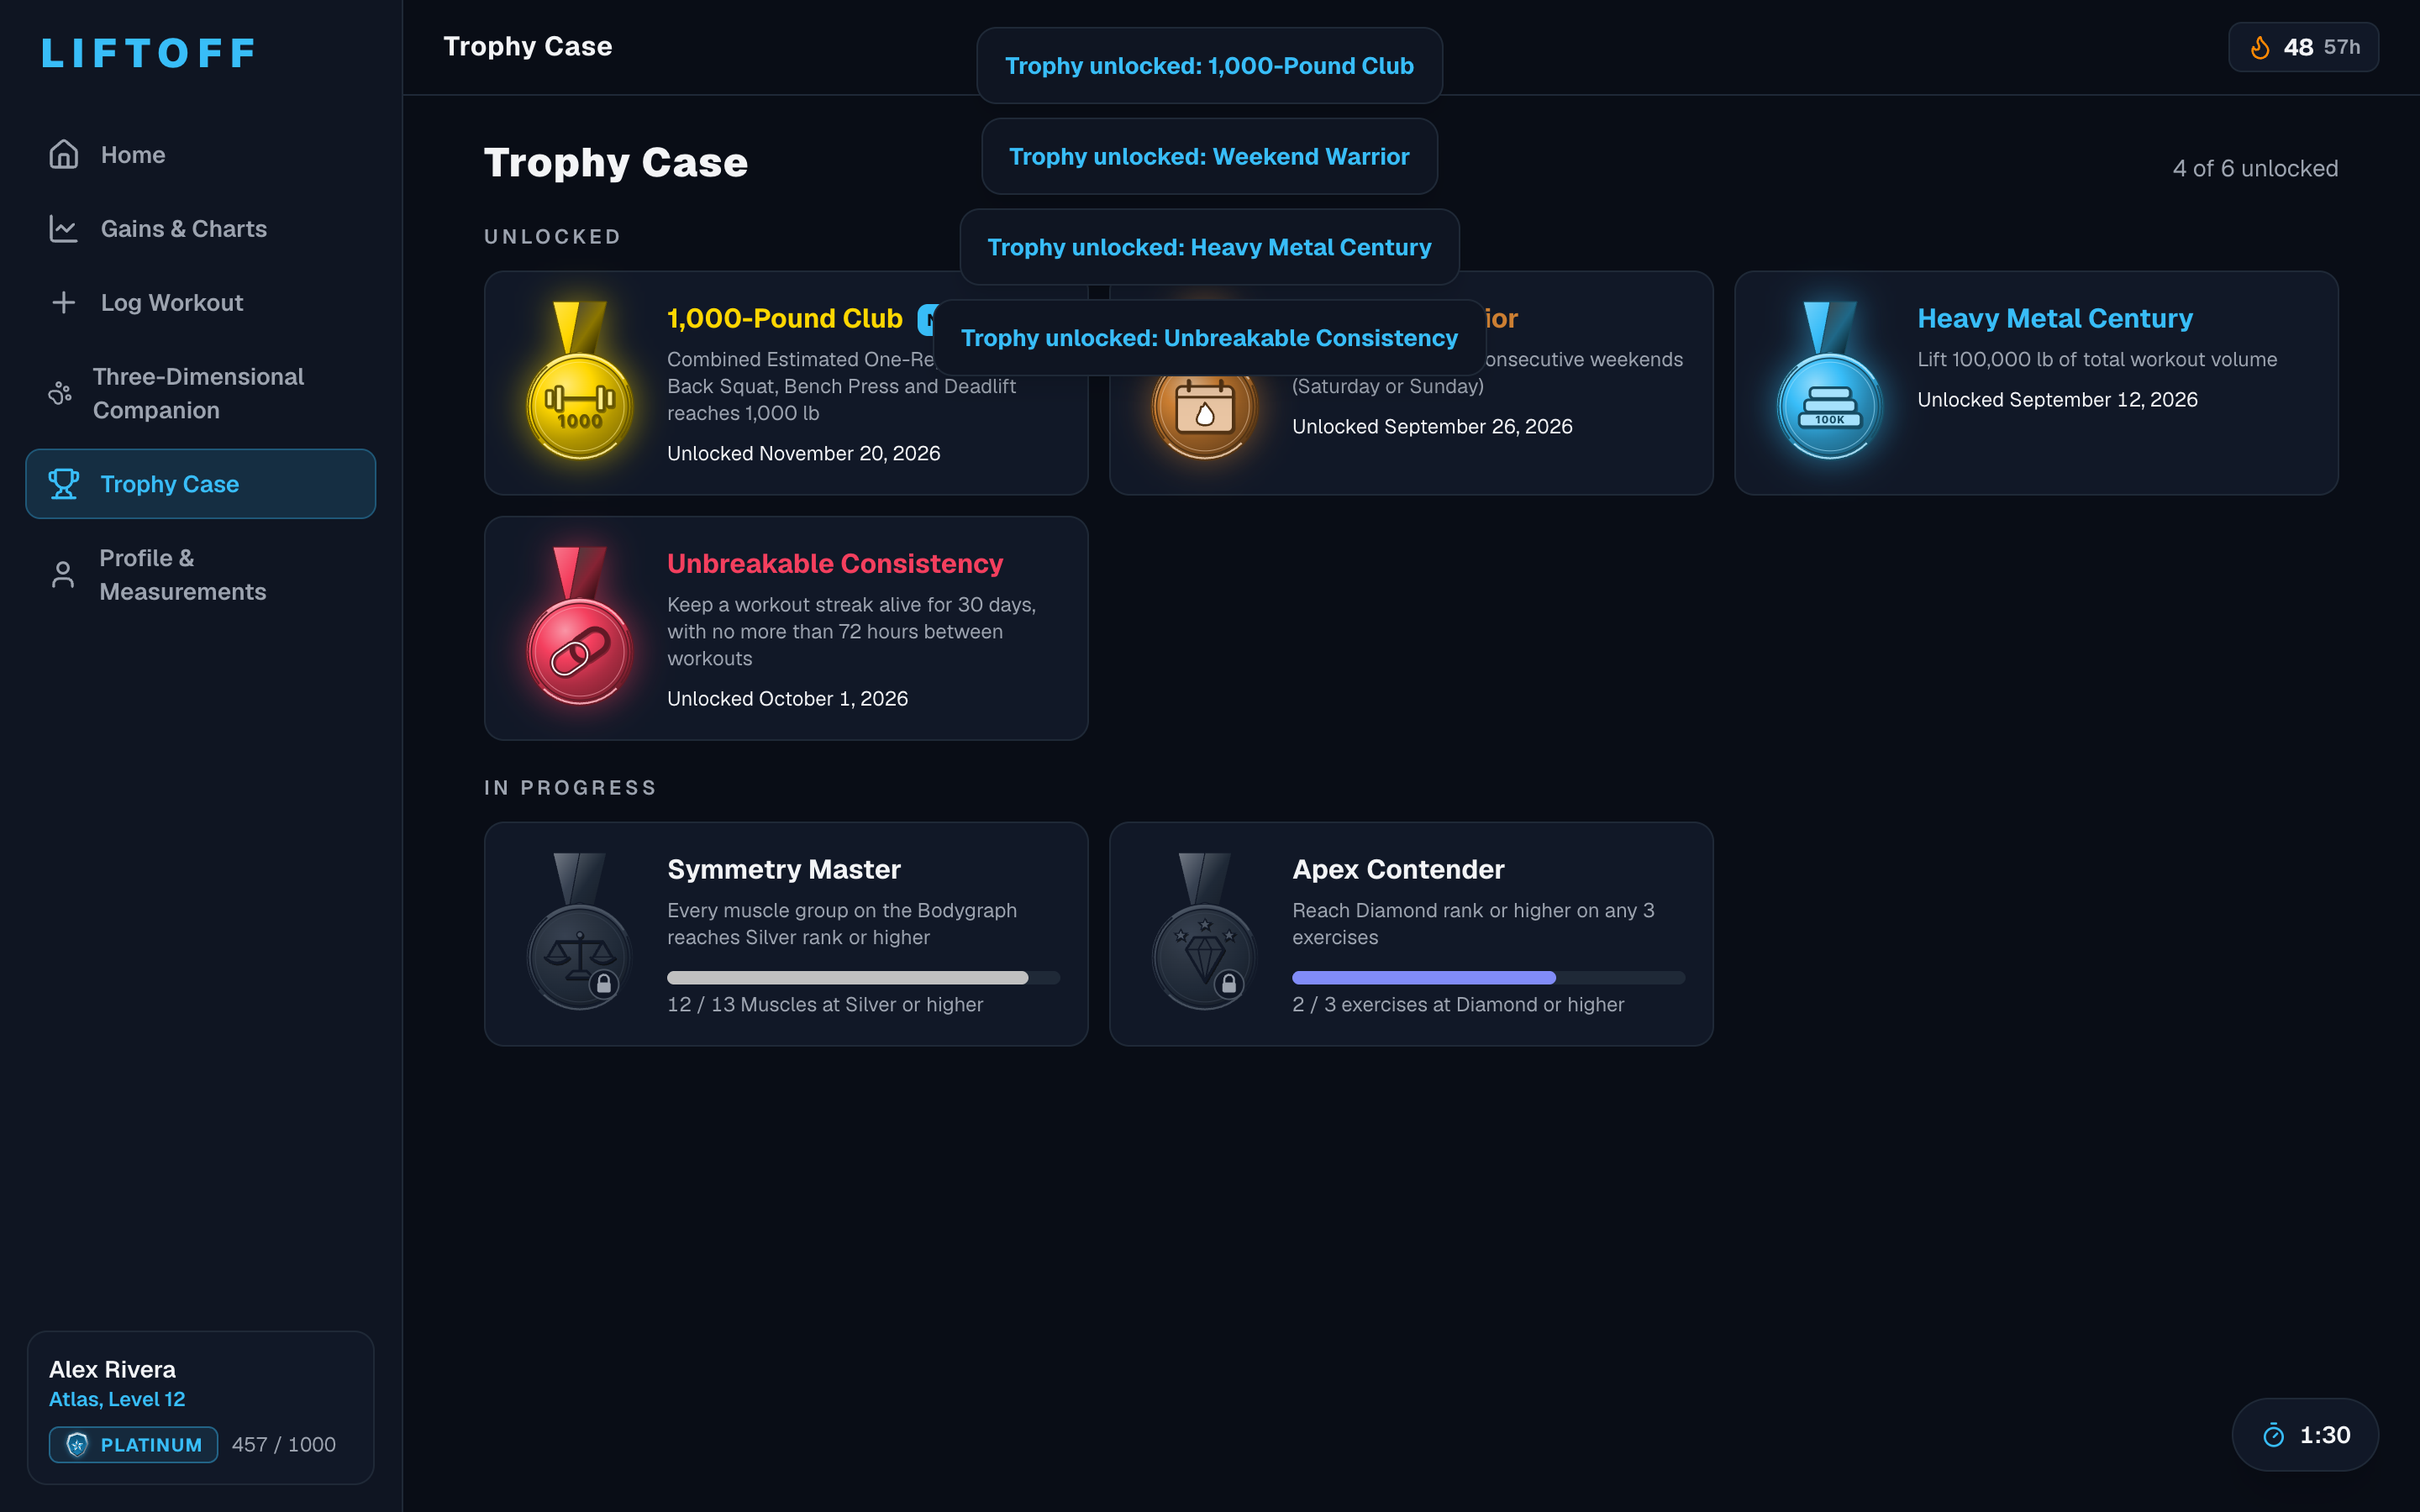 LIFTOFF
Home
Gains & Charts
Log Workout
Three-Dimensional
Companion
Trophy Case
Profile &
Measurements
Alex Rivera
Atlas, Level 12
PLATINUM 457 / 1000
Trophy Case
48 57h
Trophy unlocked: 1,000-Pound Club
Trophy unlocked: Weekend Warrior
Trophy unlocked: Heavy Metal Century
Trophy unlocked: Unbreakable Consistency
Trophy Case
4 of 6 unlocked
UNLOCKED
1000
1,000-Pound Club
Combined Estimated
Back Squat, Bench Press and Deadlift
reaches 1,000 lb
Unlocked November 20, 2026
weekends
(Saturday or Sunday)
Unlocked September 26, 2026
100K
Heavy Metal Century
Lift 100,000 lb of total workout volume
Unlocked September 12, 2026
Unbreakable Consistency
Keep a workout streak alive for 30 days,
with no more than 72 hours between
workouts
Unlocked October 1, 2026
IN PROGRESS
Symmetry Master
Every muscle group on the Bodygraph
reaches Silver rank or higher
12 / 13 Muscles at Silver or higher
Apex Contender
Reach Diamond rank or higher on any 3
exercises
2 / 3 exercises at Diamond or higher
1:30